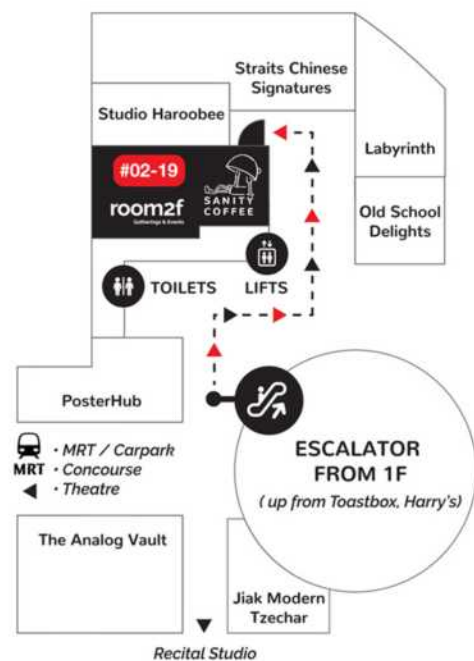 Straits Chinese
Signatures
Studio Haroobee
Labyrinth
#02-19
room2f
Gatherings & Events
SANITY
COFFEE
Old School
Delights
TOILETS
LIFTS
PosterHub
ESCALATOR
FROM 1F
(up from Toastbox, Harry's)
• MRT / Carpark
MRT • Concourse
• Theatre
The Analog Vault
Jiak Modern
Tzechar
Recital Studio